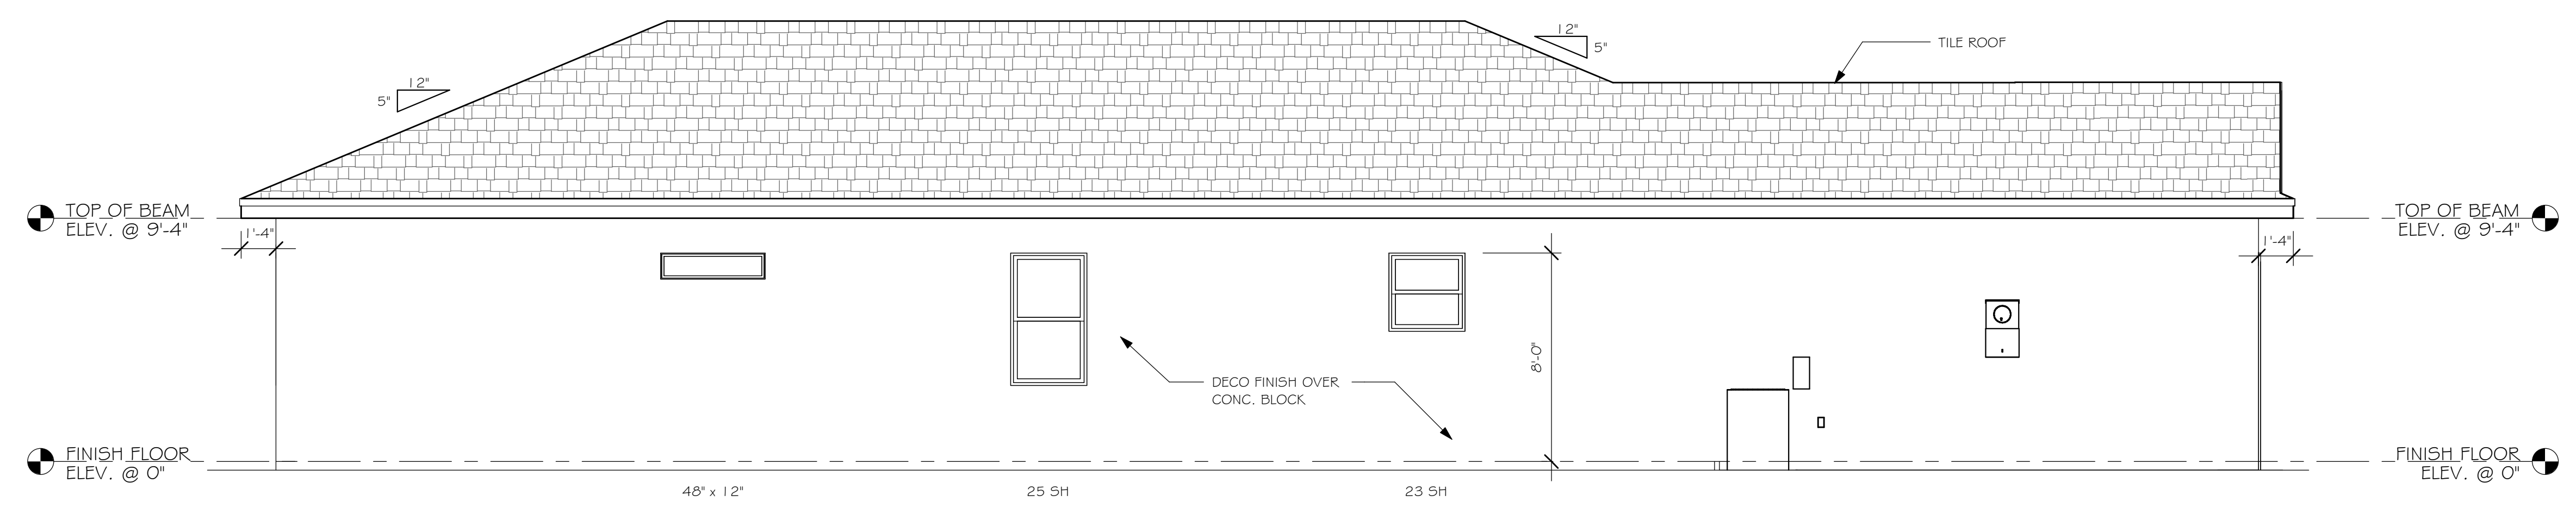 12"
5"
TILE ROOF
12"
5"
TOP OF BEAM
ELEV. @ 9'-4"
TOP OF BEAM
ELEV. @ 9'-4"
1'-4"
1'-4"
8'-0"
DECO FINISH OVER
CONC. BLOCK
FINISH FLOOR
ELEV. @ 0"
FINISH FLOOR
ELEV. @ 0"
48" x 12"
25 SH
23 SH